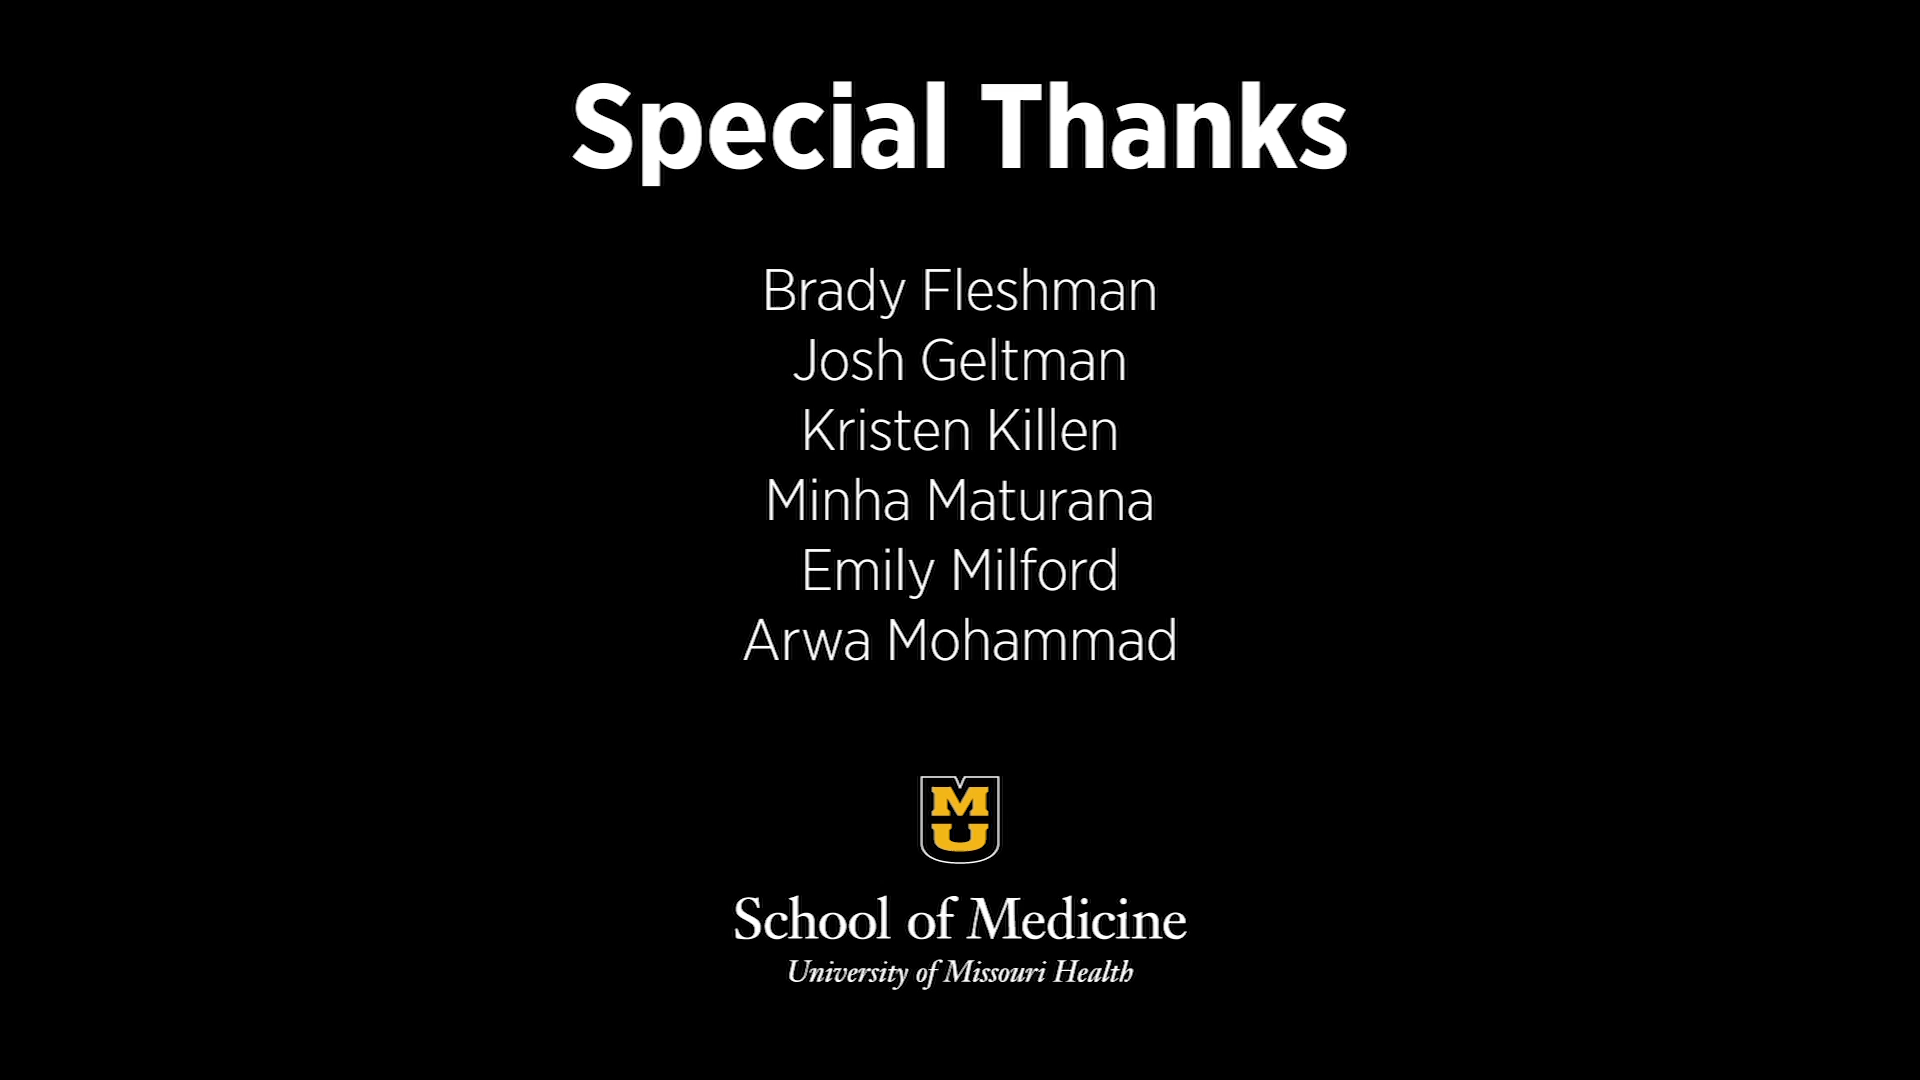 Special Thanks
Brady Fleshman
Josh Geltman
Kristen Killen
Minha Maturana
Emily Milford
Arwa Mohammad
M
U
School of Medicine
University of Missouri Health